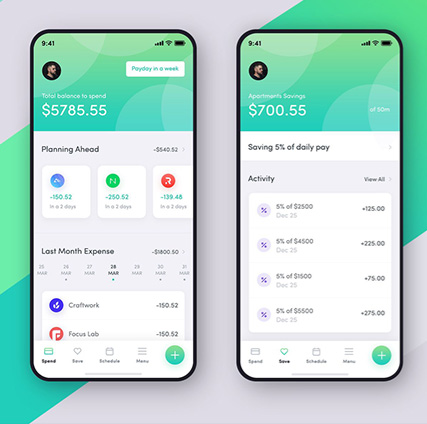 9:41
Payday in a week
Total balance to spend
$5785.55
Planning Ahead
-$540.52
-150.52
In a 2 days
-250.52
In a 2 days
-139.48
In a 2 days
Last Month Expense
-$1800.50
25 26 27 28 29 30 31
MAR MAR MAR MAR MAR MAR MAR
Craftwork
-150.52
Focus Lab
-150.52
Spend
Save
Schedule
Menu
9:41
Apartments Savings
$700.55
of 50m
Saving 5% of daily pay
Activity
View All
5% of $2500
Dec 25
+125.00
5% of $4500
Dec 25
+225.00
5% of $1500
Dec 25
+75.00
5% of $5500
Dec 25
+275.00
Spend
Save
Schedule
Menu